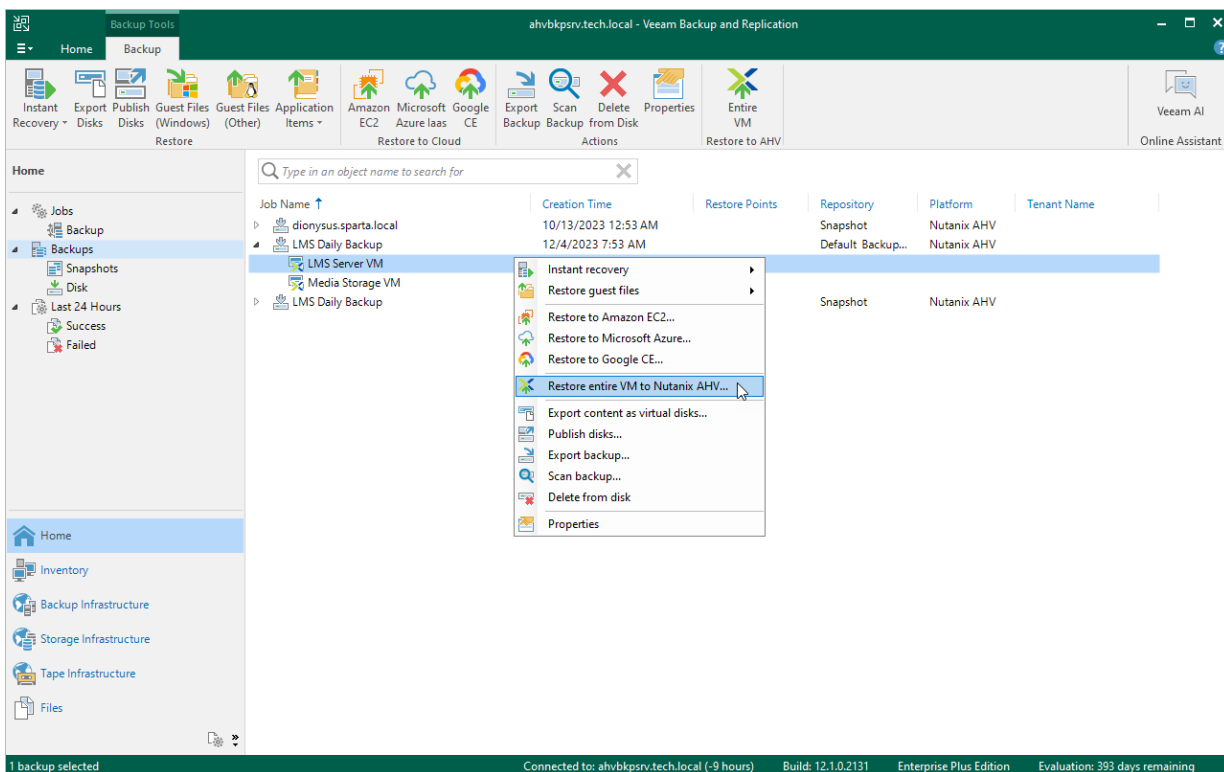 Backup Tools
ahvbkpsrv.tech.local - Veeam Backup and Replication
Home Backup
Instant Recovery
Export Disks
Publish Disks
Guest Files (Windows)
Guest Files (Other)
Application Items
Amazon EC2
Microsoft Azure Iaas
Google CE
Export Backup
Scan Backup
Delete from Disk
Properties
Entire VM
Veeam AI
Restore
Restore to Cloud
Actions
Restore to AHV
Online Assistant
Home
Jobs
Backup
Backups
Snapshots
Disk
Last 24 Hours
Success
Failed
Type in an object name to search for
Job Name Creation Time Restore Points Repository Platform Tenant Name
dionysus.sparta.local 10/13/2023 12:53 AM Snapshot Nutanix AHV
LMS Daily Backup 12/4/2023 7:53 AM Default Backup... Nutanix AHV
LMS Server VM
Media Storage VM
LMS Daily Backup Snapshot Nutanix AHV
Instant recovery
Restore guest files
Restore to Amazon EC2...
Restore to Microsoft Azure...
Restore to Google CE...
Restore entire VM to Nutanix AHV...
Export content as virtual disks...
Publish disks...
Export backup...
Scan backup...
Delete from disk
Properties
Home
Inventory
Backup Infrastructure
Storage Infrastructure
Tape Infrastructure
Files
1 backup selected
Connected to: ahvbkpsrv.tech.local (-9 hours) Build: 12.1.0.2131 Enterprise Plus Edition Evaluation: 393 days remaining